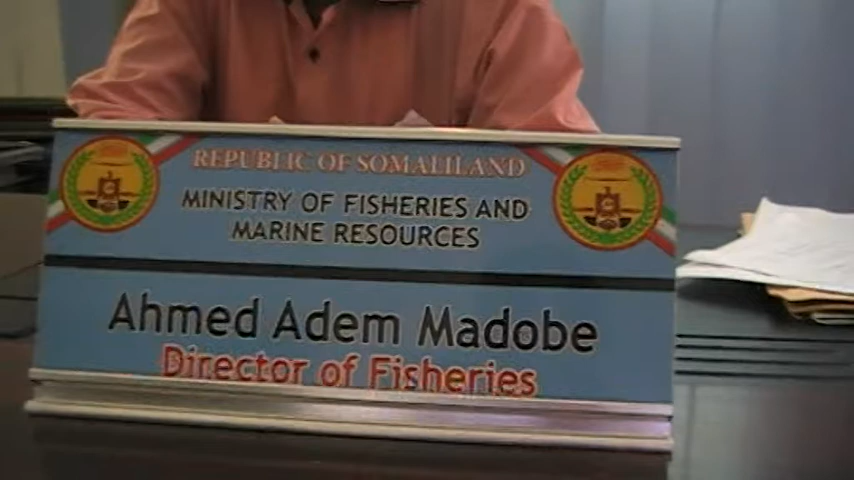 REPUBLIC OF SOMALILAND
MINISTRY OF FISHERIES AND
MARINE RESOURCES
Ahmed Adem Madobe
Director of Fisheries